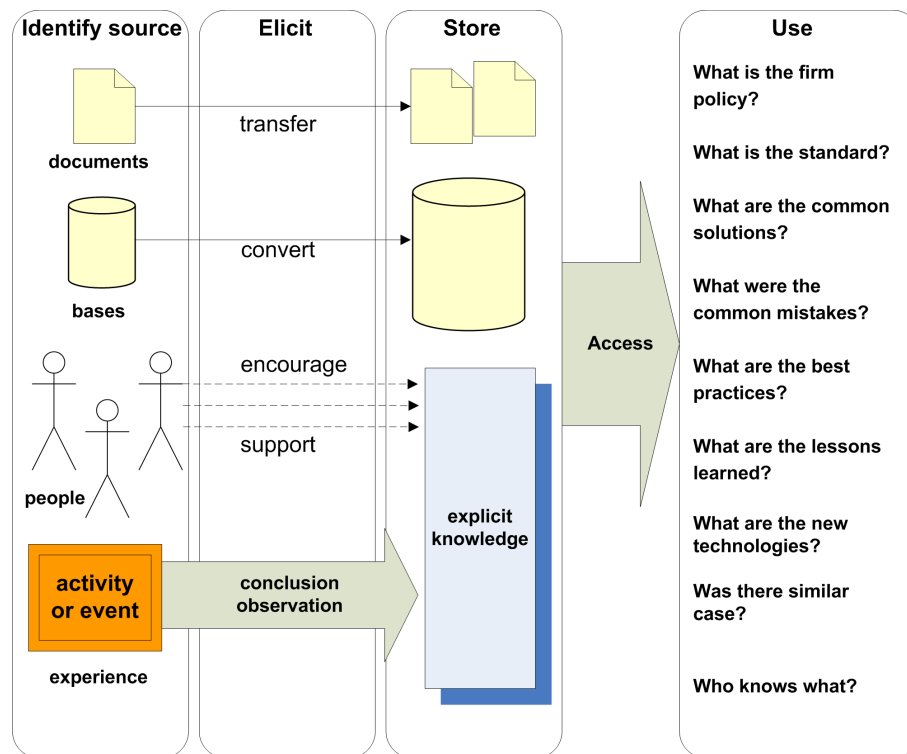 Identify source
Elicit
Store
Use
transfer
documents
convert
bases
encourage
support
people
explicit
knowledge
activity
or event
conclusion
observation
experience
Access
What is the firm
policy?
What is the standard?
What are the common
solutions?
What were the
common mistakes?
What are the best
practices?
What are the lessons
learned?
What are the new
technologies?
Was there similar
case?
Who knows what?